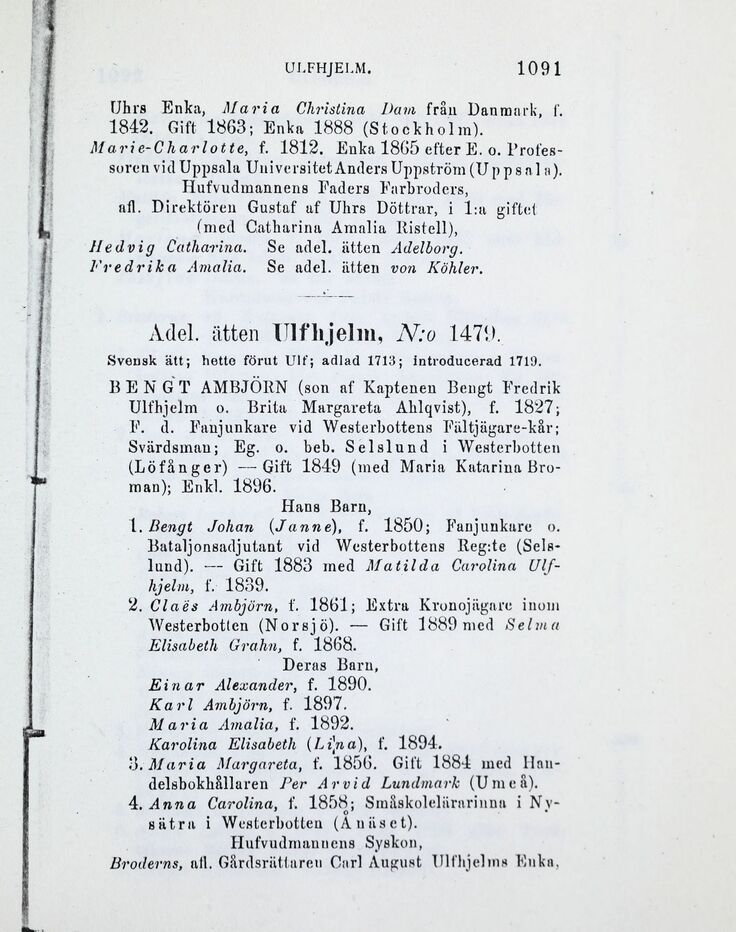 ULFHJELM. 1091
Uhrs Enka, Maria Christina Dam från Danmark, f.
1842. Gift 1863; Enka 1888 (Stockholm).
Marie-Charlotte, f. 1812. Enka 1865 efter E. o. Profes-
soren vid Uppsala Universitet Anders Uppström (Uppsala).
Hufvudmannens Faders Farbroders,
afl. Direktören Gustaf af Uhrs Döttrar, i 1:a giftet
(med Catharina Amalia Ristell),
Hedvig Catharina. Se adel. ätten Adelborg.
Fredrika Amalia. Se adel. ätten von Köhler.
Adel. ätten Ulfhjelm, N:o 1479.
Svensk ätt; hette förut Ulf; adlad 1713; introducerad 1719.
BENGT AMBJÖRN (son af Kaptenen Bengt Fredrik
Ulfhjelm o. Brita Margareta Ahlqvist), f. 1827;
F. d. Fanjunkare vid Westerbottens Fältjägare-kår;
Svärdsman; Eg. o. beb. Selslund i Westerbotten
(Löfånger) — Gift 1849 (med Maria Katarina Bro-
man); Enkl. 1896.
Hans Barn,
1. Bengt Johan (Janne), f. 1850; Fanjunkare o.
Bataljonsadjutant vid Westerbottens Reg:te (Sels-
lund). — Gift 1883 med Matilda Carolina Ulf-
hjelm, f. 1839.
2. Claës Ambjörn, f. 1861; Extra Kronojägare inom
Westerbotten (Norsjö). — Gift 1889 med Selma
Elisabeth Grahn, f. 1868.
Deras Barn,
Einar Alexander, f. 1890.
Karl Ambjörn, f. 1897.
Maria Amalia, f. 1892.
Karolina Elisabeth (Lina), f. 1894.
3. Maria Margareta, f. 1856. Gift 1884 med Han-
delsbokhållaren Per Arvid Lundmark (Umeå).
4. Anna Carolina, f. 1858; Småskolelärarinna i Ny-
sätra i Westerbotten (Ånäset).
Hufvudmannens Syskon,
Broderns, afl. Gårdsrättaren Carl August Ulfhjelms Enka,